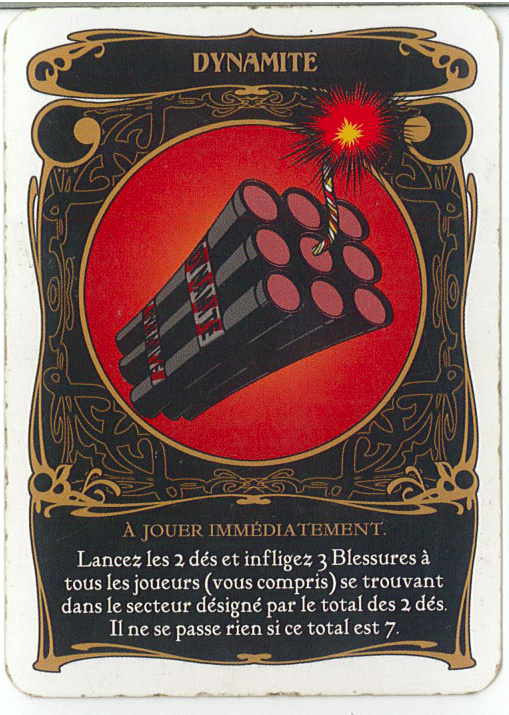 DYNAMITE
DYNAMITE
DYNAMITE
À JOUER IMMÉDIATEMENT.
Lancez les 2 dés et infligez 3 Blessures à
tous les joueurs (vous compris) se trouvant
dans le secteur désigné par le total des 2 dés.
Il ne se passe rien si ce total est 7.